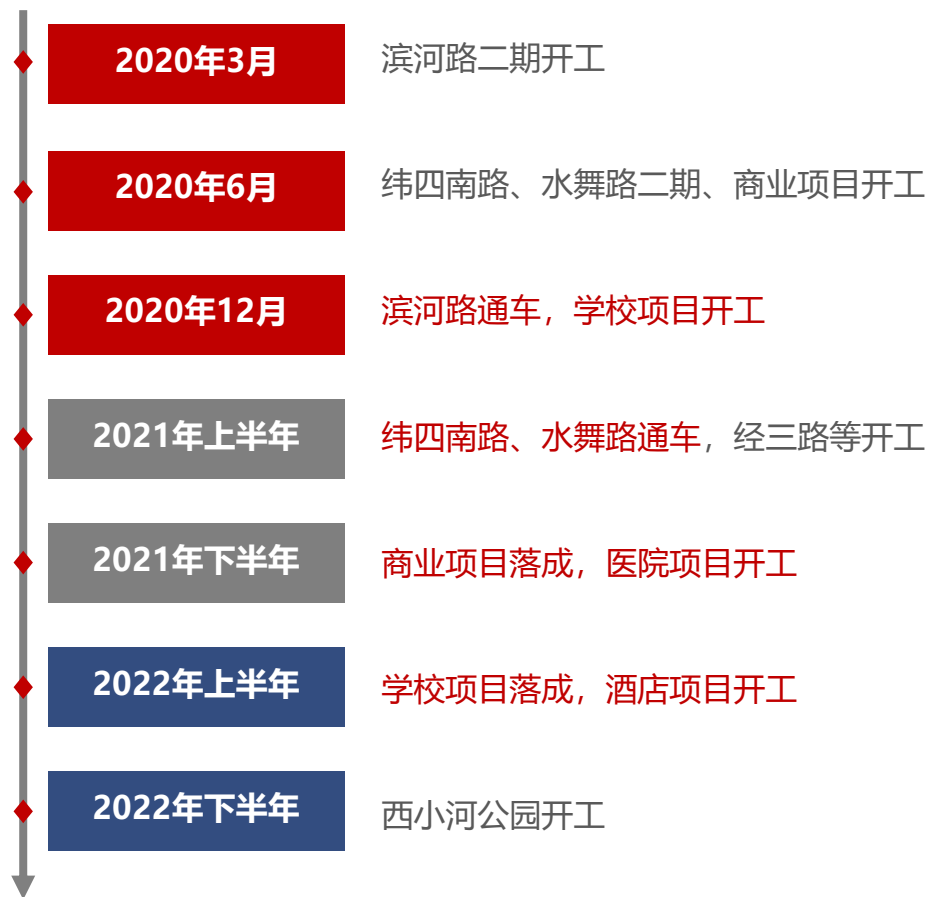 2020年3月
滨河路二期开工
2020年6月
纬四南路、水舞路二期、商业项目开工
2020年12月
滨河路通车，学校项目开工
2021年上半年
纬四南路、水舞路通车，经三路等开工
2021年下半年
商业项目落成，医院项目开工
2022年上半年
学校项目落成，酒店项目开工
2022年下半年
西小河公园开工